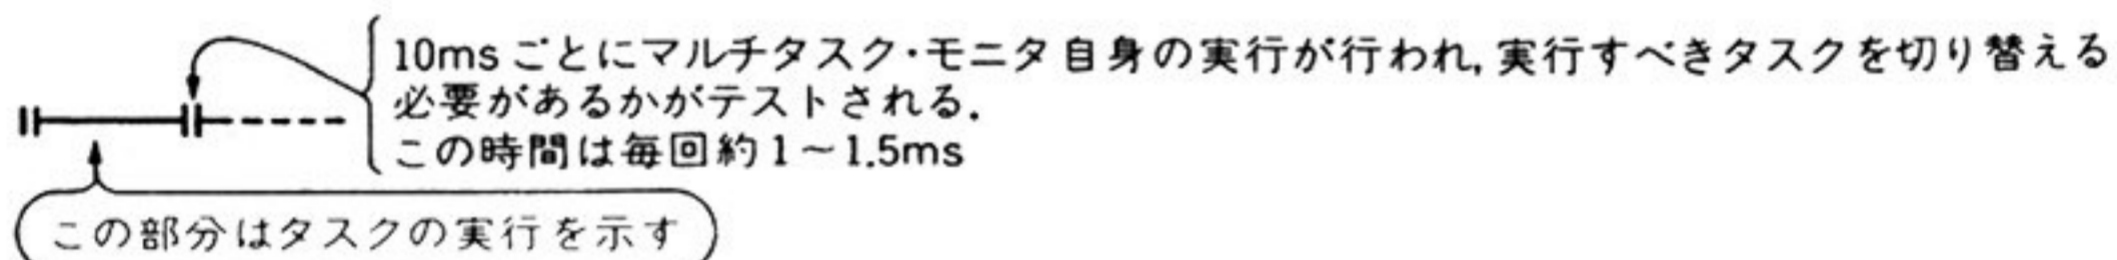 10msごとにマルチタスク・モニタ自身の実行が行われ,実行すべきタスクを切り替える
必要があるかがテストされる.
この時間は毎回約1～1.5ms
この部分はタスクの実行を示す